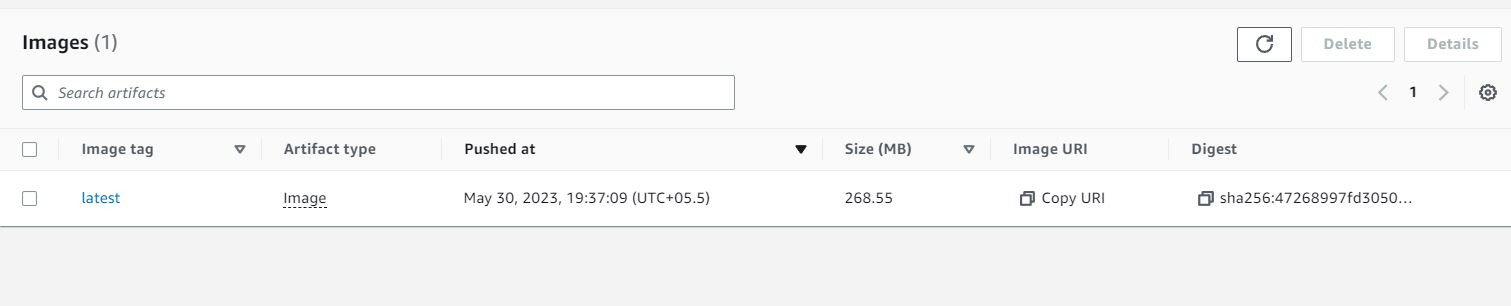 Images (1)
Delete
Details
Search artifacts
1
Image tag
Artifact type
Pushed at
Size (MB)
Image URI
Digest
latest
Image
May 30, 2023, 19:37:09 (UTC+05.5)
268.55
Copy URI
sha256:47268997fd3050...